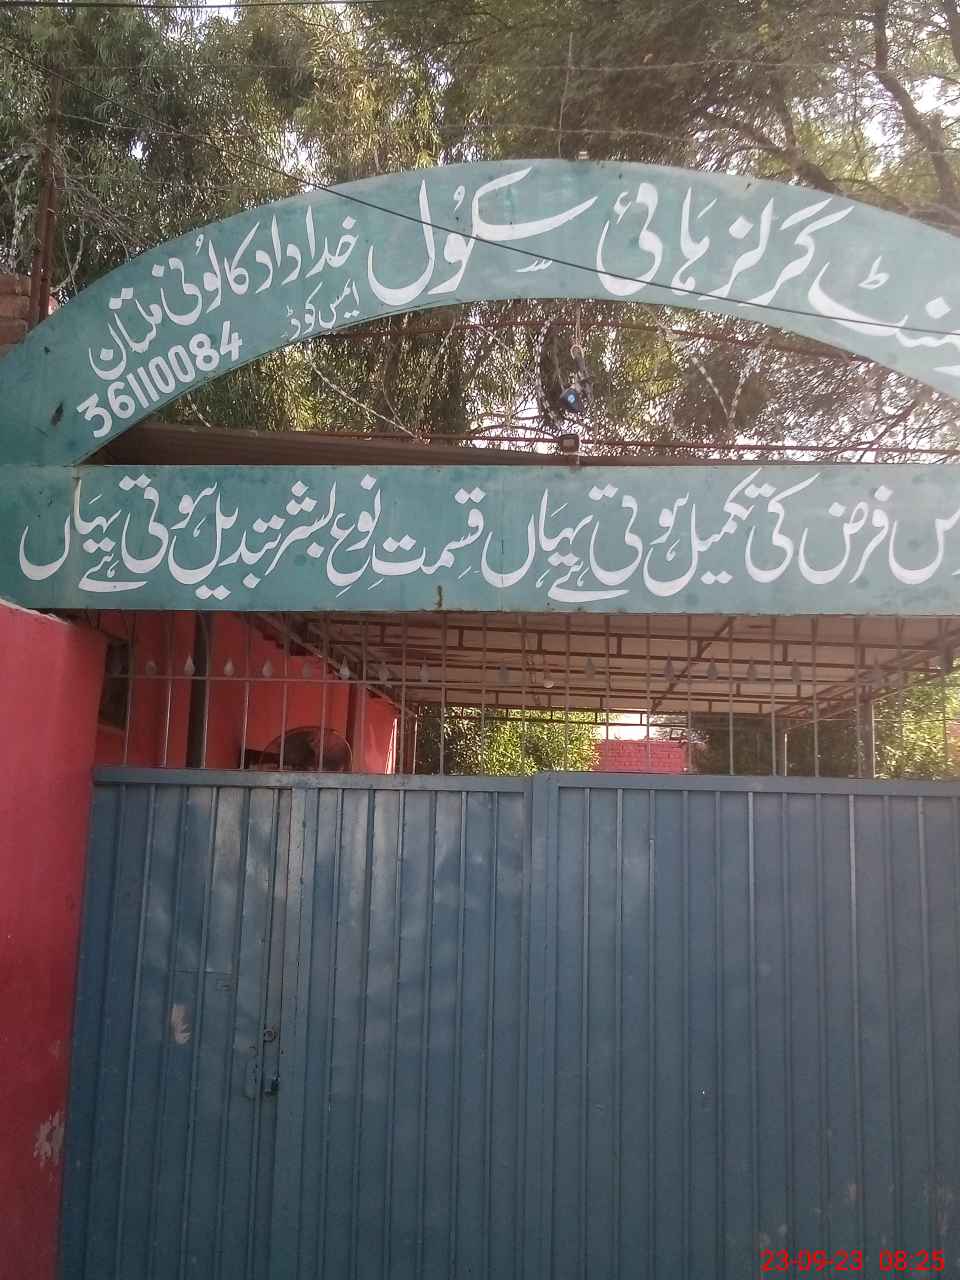 گرلز ہائی سکول خداداد کالونی ملتان
ایمس کوڈ
36110084
فرض کی تکمیل ہوتی ہے یہاں قسمتِ نوعِ بشر تبدیل ہوتی ہے یہاں
23-09-23 08:25